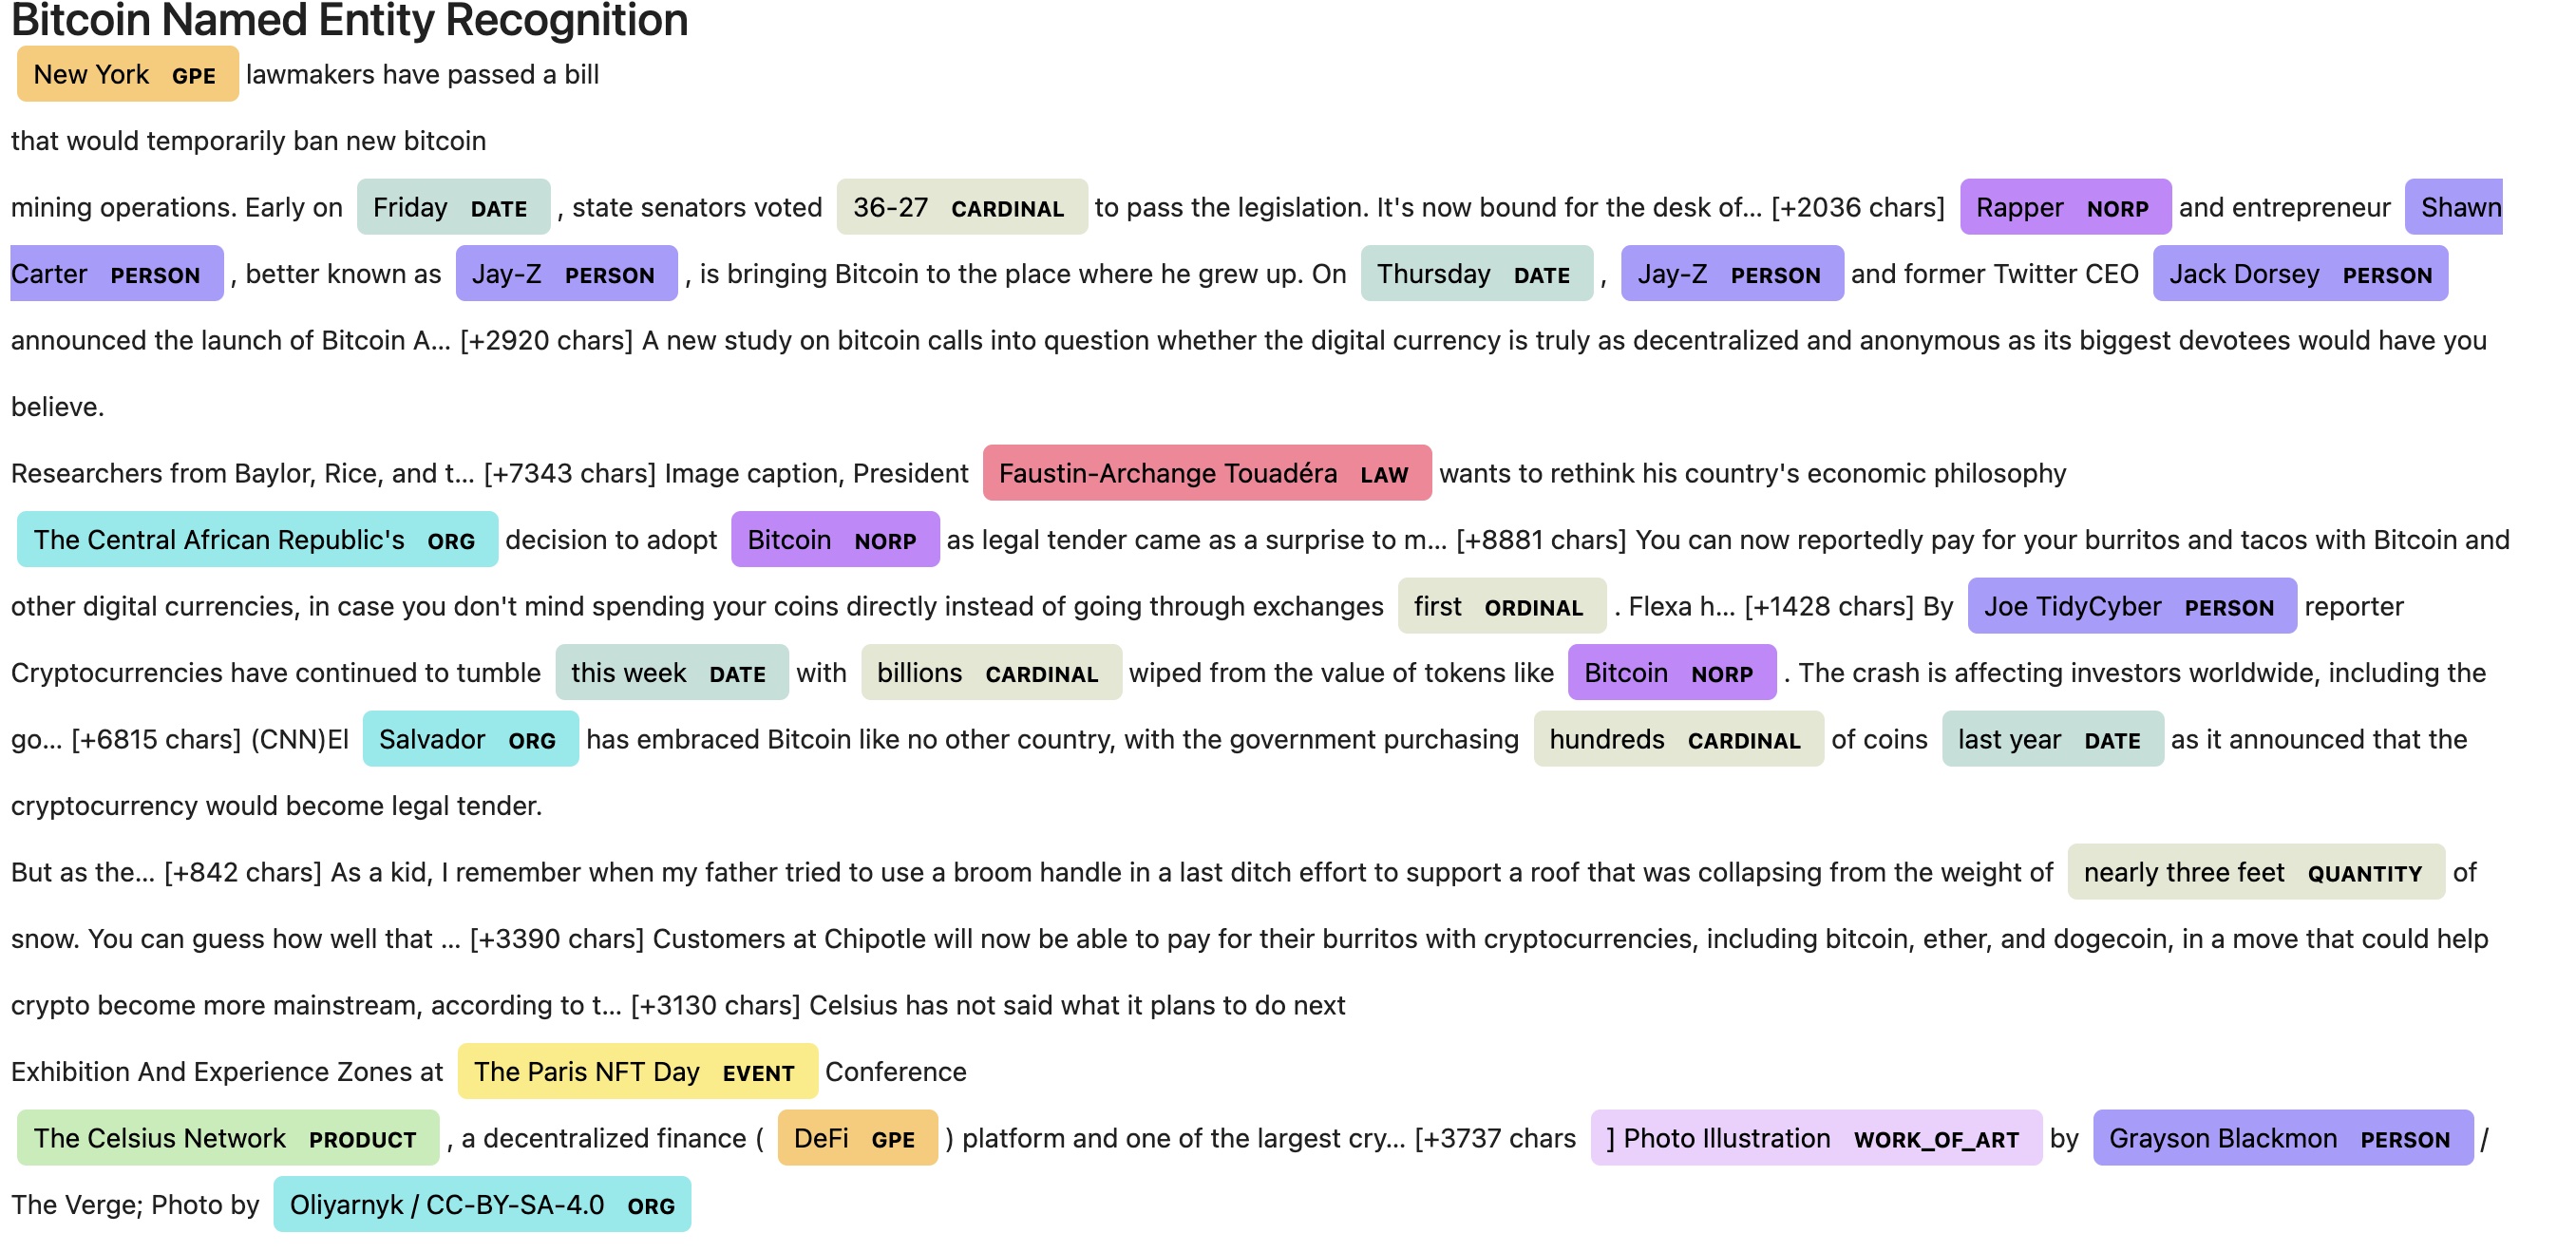 Bitcoin Named Entity Recognition
New York GPE lawmakers have passed a bill
that would temporarily ban new bitcoin
mining operations. Early on Friday DATE , state senators voted 36-27 CARDINAL to pass the legislation. It's now bound for the desk of… [+2036 chars] Rapper NORP and entrepreneur Shawn
Carter PERSON , better known as Jay-Z PERSON , is bringing Bitcoin to the place where he grew up. On Thursday DATE , Jay-Z PERSON and former Twitter CEO Jack Dorsey PERSON
announced the launch of Bitcoin A… [+2920 chars] A new study on bitcoin calls into question whether the digital currency is truly as decentralized and anonymous as its biggest devotees would have you
believe.
Researchers from Baylor, Rice, and t… [+7343 chars] Image caption, President Faustin-Archange Touadéra LAW wants to rethink his country's economic philosophy
The Central African Republic's ORG decision to adopt Bitcoin NORP as legal tender came as a surprise to m… [+8881 chars] You can now reportedly pay for your burritos and tacos with Bitcoin and
other digital currencies, in case you don't mind spending your coins directly instead of going through exchanges first ORDINAL . Flexa h… [+1428 chars] By Joe TidyCyber PERSON reporter
Cryptocurrencies have continued to tumble this week DATE with billions CARDINAL wiped from the value of tokens like Bitcoin NORP . The crash is affecting investors worldwide, including the
go… [+6815 chars] (CNN)El Salvador ORG has embraced Bitcoin like no other country, with the government purchasing hundreds CARDINAL of coins last year DATE as it announced that the
cryptocurrency would become legal tender.
But as the… [+842 chars] As a kid, I remember when my father tried to use a broom handle in a last ditch effort to support a roof that was collapsing from the weight of nearly three feet QUANTITY of
snow. You can guess how well that … [+3390 chars] Customers at Chipotle will now be able to pay for their burritos with cryptocurrencies, including bitcoin, ether, and dogecoin, in a move that could help
crypto become more mainstream, according to t… [+3130 chars] Celsius has not said what it plans to do next
Exhibition And Experience Zones at The Paris NFT Day EVENT Conference
The Celsius Network PRODUCT , a decentralized finance ( DeFi GPE ) platform and one of the largest cry… [+3737 chars ] Photo Illustration WORK_OF_ART by Grayson Blackmon PERSON /
The Verge; Photo by Oliyarnyk / CC-BY-SA-4.0 ORG